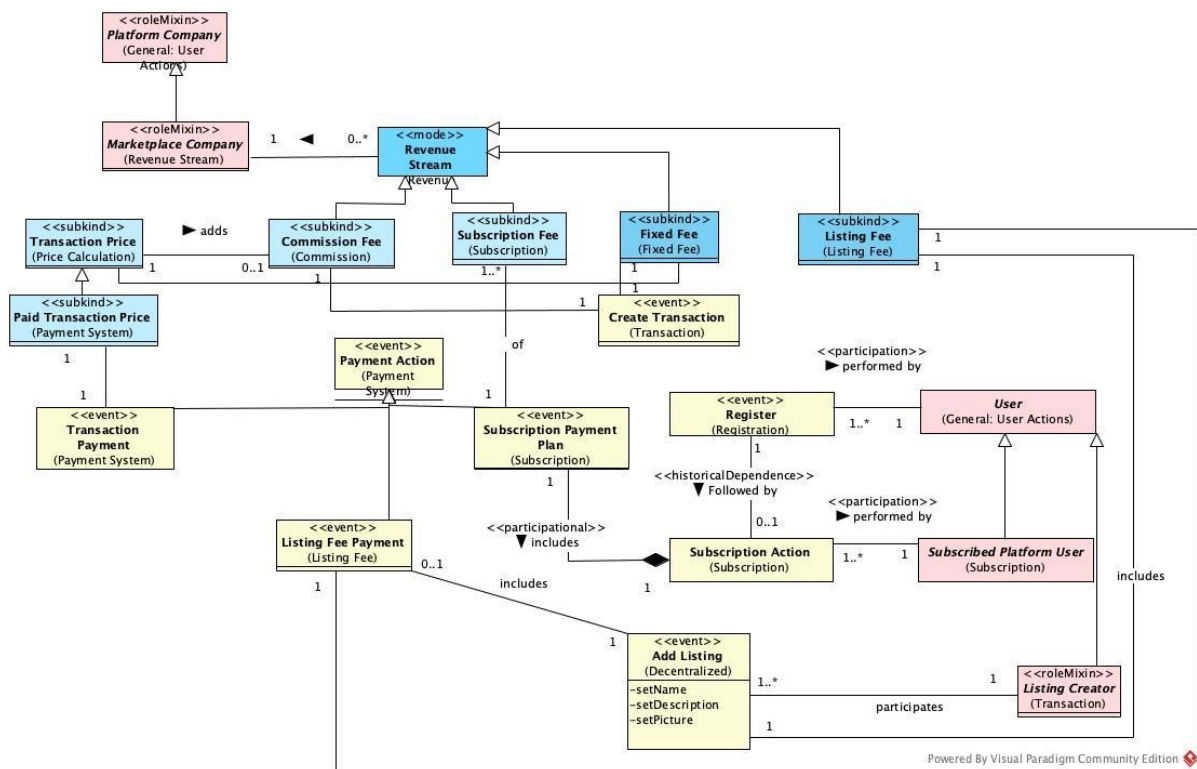 <<roleMixin>>
Platform Company
(General: User
Actions)
<<roleMixin>>
Marketplace Company
(Revenue Stream)
1
0..*
<<mode>>
Revenue
Stream
Revenu
<<subkind>>
Transaction Price
(Price Calculation)
adds
1
0..1
<<subkind>>
Commission Fee
(Commission)
1
<<subkind>>
Subscription Fee
(Subscription)
1..*
<<subkind>>
Fixed Fee
(Fixed Fee)
1
1
<<subkind>>
Listing Fee
(Listing Fee)
1
1
<<subkind>>
Paid Transaction Price
(Payment System)
1
1
1
<<event>>
Create Transaction
(Transaction)
<<event>>
Payment Action
(Payment
System)
of
1
<<participation>>
performed by
<<event>>
Transaction
Payment
(Payment System)
<<event>>
Subscription Payment
Plan
(Subscription)
1
<<event>>
Register
(Registration)
1
1..*
1
User
(General: User Actions)
<<historicalDependence>>
Followed by
0..1
<<participation>>
performed by
<<participational>>
includes
1
<<event>>
Listing Fee Payment
(Listing Fee)
0..1
1
Subscription Action
(Subscription)
1..*
1
Subscribed Platform User
(Subscription)
includes
includes
1
<<event>>
Add Listing
(Decentralized)
-setName
-setDescription
-setPicture
1..*
1
participates
1
<<roleMixin>>
Listing Creator
(Transaction)
Powered By Visual Paradigm Community Edition